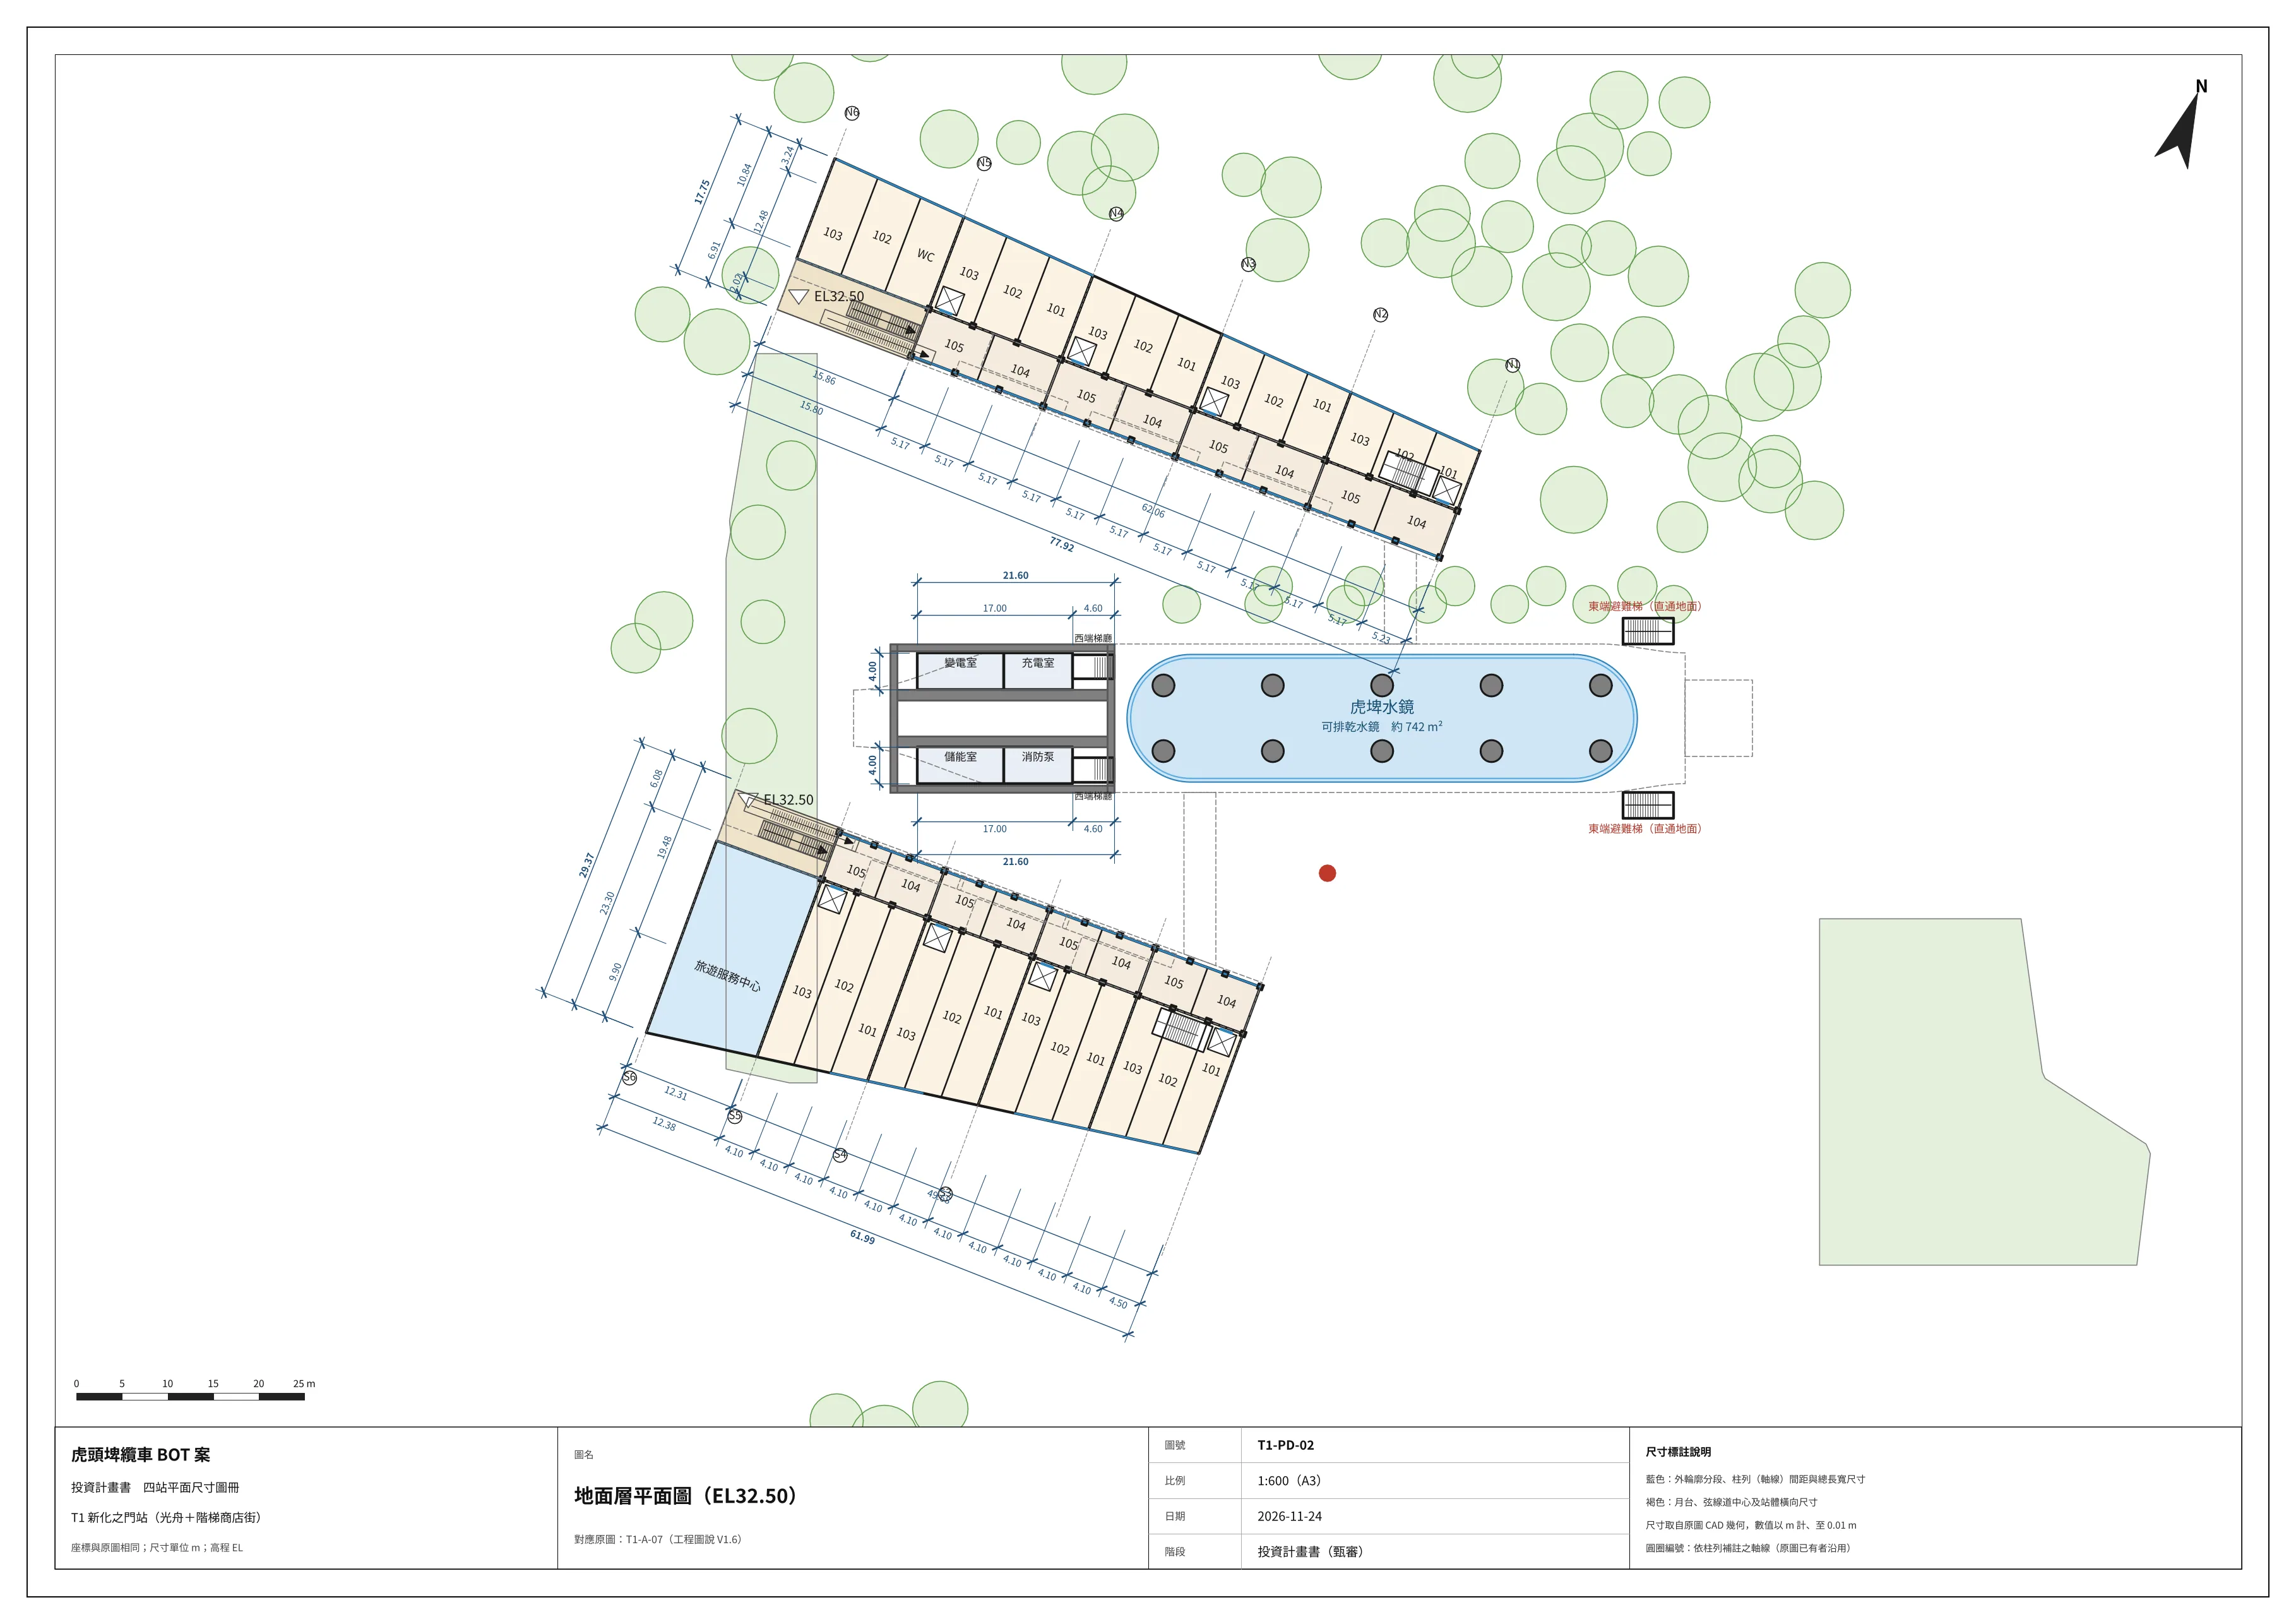 N
N6
N5
N4
N3
N2
N1
3.24
10.84
17.75
12.48
6.91
2.02
103
102
WC
103
102
101
103
102
101
103
102
101
103
102
101
EL32.50
105
104
105
104
105
104
105
104
15.86
15.80
5.17
5.17
5.17
5.17
5.17
5.17
5.17
5.17
5.17
5.17
5.17
5.23
62.06
77.92
21.60
17.00
4.60
西端梯廳
4.00
變電室
充電室
儲能室
消防泵
4.00
西端梯廳
17.00
4.60
21.60
虎埤水鏡
可排乾水鏡 約 742 m²
東端避難梯（直通地面）
東端避難梯（直通地面）
EL32.50
6.08
19.48
29.37
23.30
9.90
旅遊服務中心
105
104
105
104
105
104
105
104
103
102
101
103
102
101
103
102
101
103
102
101
S6
S5
S4
S3
12.31
12.38
4.10
4.10
4.10
4.10
4.10
4.10
4.10
4.10
4.10
4.10
4.10
4.50
61.99
0 5 10 15 20 25 m
虎頭埤纜車 BOT 案
投資計畫書 四站平面尺寸圖冊
T1 新化之門站（光舟＋階梯商店街）
座標與原圖相同；尺寸單位 m；高程 EL
圖名
地面層平面圖（EL32.50）
對應原圖：T1-A-07（工程圖說 V1.6）
圖號 T1-PD-02
比例 1:600（A3）
日期 2026-11-24
階段 投資計畫書（甄審）
尺寸標註說明
藍色：外輪廓分段、柱列（軸線）間距與總長寬尺寸
褐色：月台、弦線道中心及站體橫向尺寸
尺寸取自原圖 CAD 幾何，數值以 m 計、至 0.01 m
圓圈編號：依柱列補註之軸線（原圖已有者沿用）